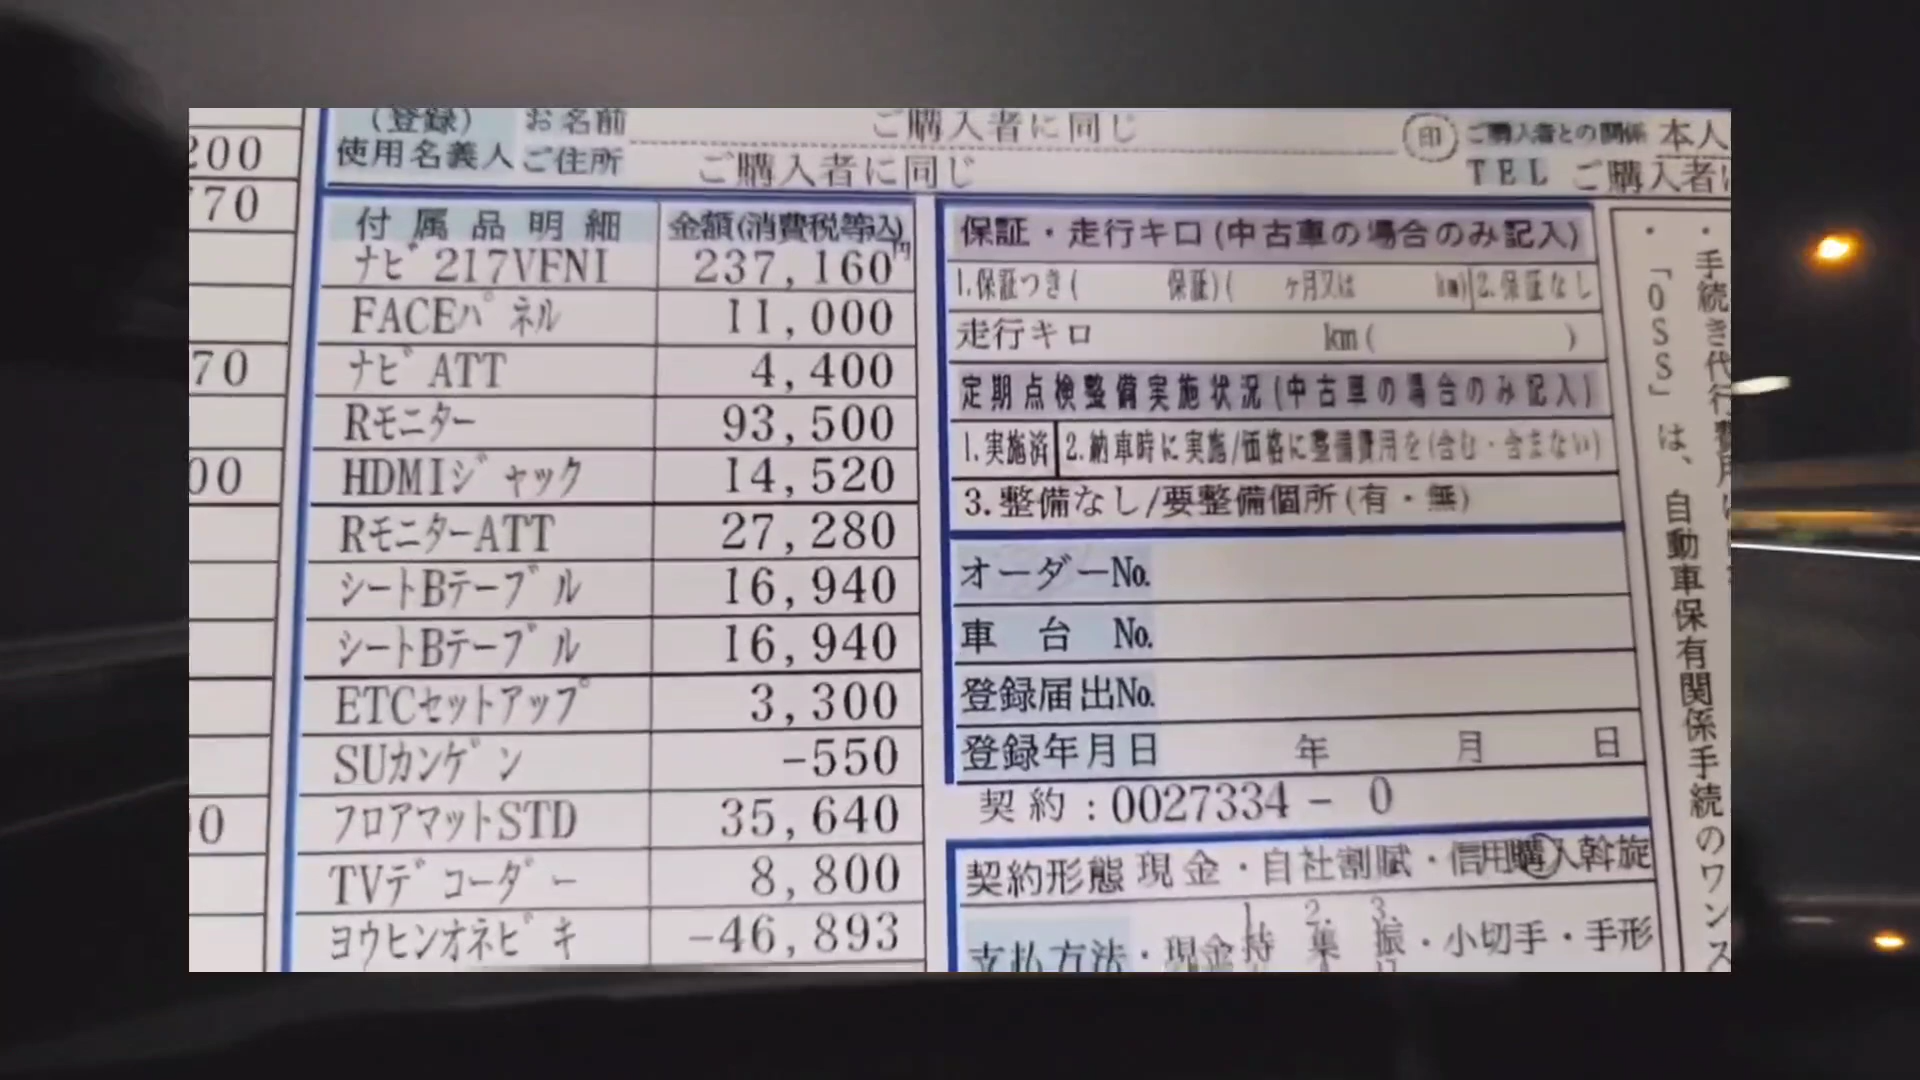 (登録) お名前 ご購入者に同じ 印 ご購入者との関係 本人
使用名義人 ご住所 ご購入者に同じ TEL ご購入者に
200
770
70
00
0
付属品明細 金額(消費税等込)円
ナビ217VFNI 237,160
FACEパネル 11,000
ナビATT 4,400
Rモニター 93,500
HDMIジャック 14,520
RモニターATT 27,280
シートBテーブル 16,940
シートBテーブル 16,940
ETCセットアップ 3,300
SUカンゲン -550
フロアマットSTD 35,640
TVデコーダー 8,800
ヨウヒンオネビキ -46,893
保証・走行キロ(中古車の場合のみ記入)
1.保証つき( 保証)( ヶ月又は km) 2.保証なし
走行キロ km( )
定期点検整備実施状況(中古車の場合のみ記入)
1.実施済 2.納車時に実施/価格に整備費用を(含む・含まない)
3.整備なし/要整備個所(有・無)
オーダーNo.
車台No.
登録届出No.
登録年月日 年 月 日
契約:0027334- 0
契約形態 現金・自社割賦・信用購入斡旋
1. 2. 3.
支払方法・現金 持 集 振・小切手・手形
・手続き代行費用
・「OSS」は、自動車保有関係手続のワンス